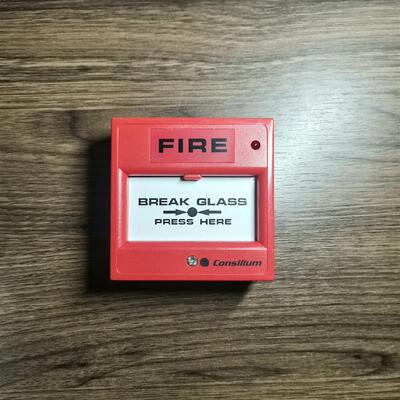 FIRE
BREAK GLASS
PRESS HERE
Consilium